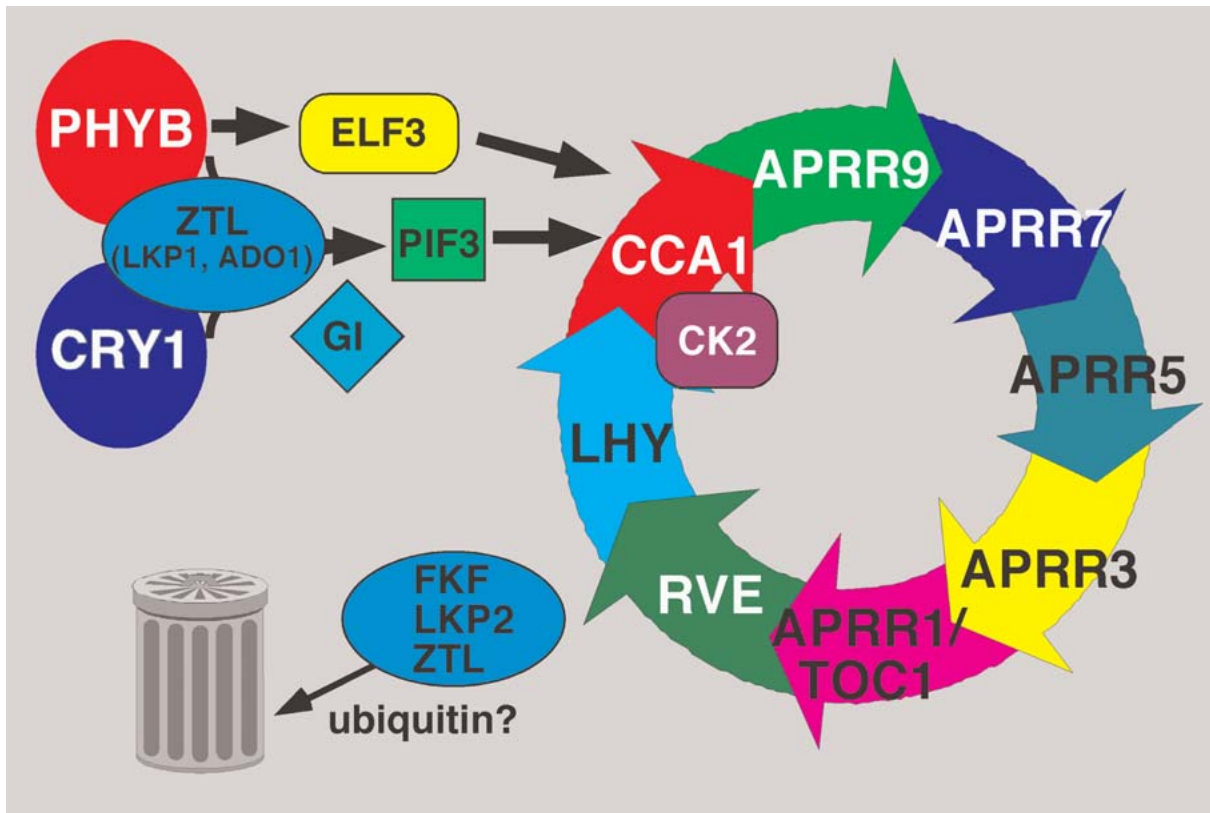 PHYB
ELF3
ZTL
(LKP1, ADO1)
PIF3
CRY1
GI
CCA1
APRR9
APRR7
CK2
APRR5
LHY
APRR3
RVE
APRR1/
TOC1
FKF
LKP2
ZTL
ubiquitin?